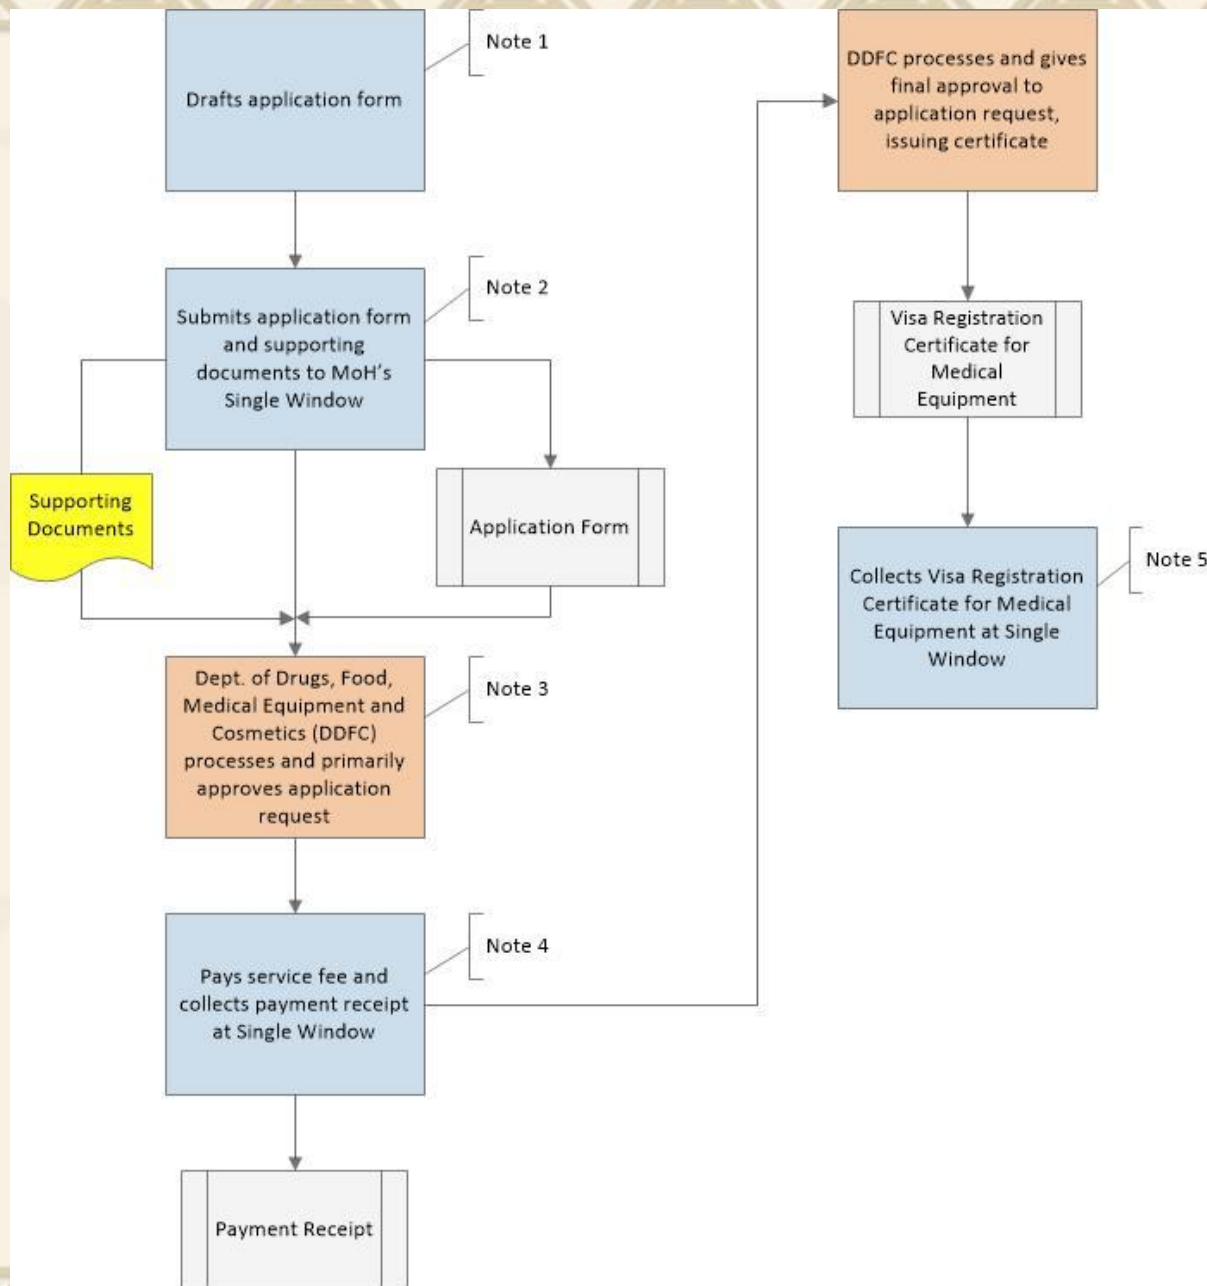 Drafts application form
Note 1
Submits application form
and supporting
documents to MoH's
Single Window
Note 2
Supporting
Documents
Application Form
Dept. of Drugs, Food,
Medical Equipment and
Cosmetics (DDFC)
processes and primarily
approves application
request
Note 3
Pays service fee and
collects payment receipt
at Single Window
Note 4
Payment Receipt
DDFC processes and gives
final approval to
application request,
issuing certificate
Visa Registration
Certificate for
Medical
Equipment
Collects Visa Registration
Certificate for Medical
Equipment at Single
Window
Note 5